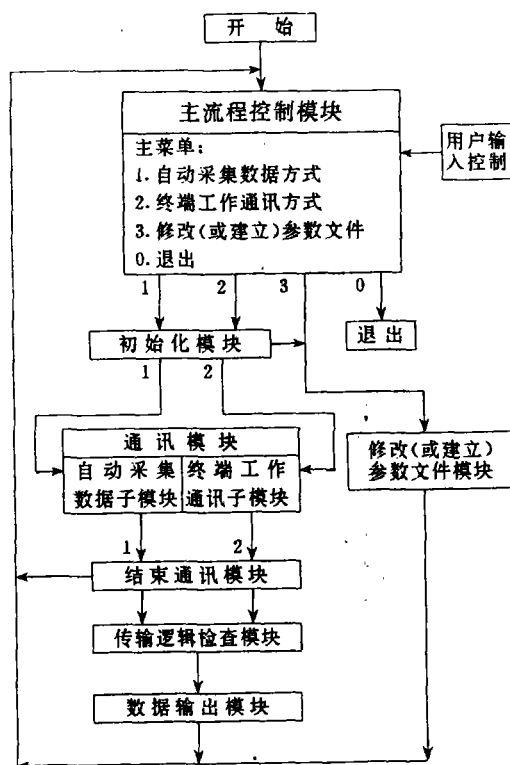 开 始
主流程控制模块
主菜单:
1.自动采集数据方式
2.终端工作通讯方式
3.修改(或建立)参数文件
0.退出
用户输
入控制
1 2 3 0
初始化模块
退出
1 2
通 讯 模 块
自动采集
数据子模块
终端工作
通讯子模块
修改(或建立)
参数文件模块
1 2
结束通讯模块
传输逻辑检查模块
数据输出模块